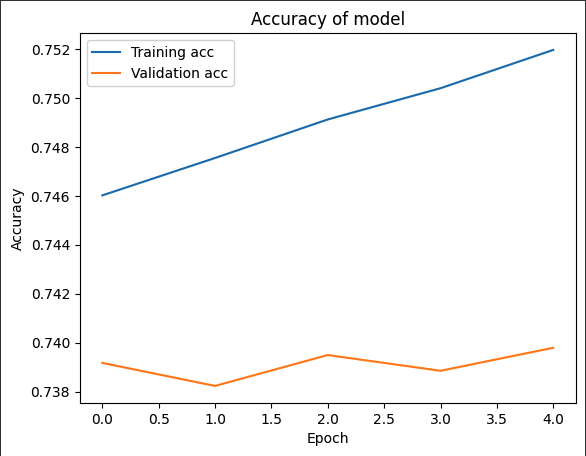 Accuracy of model
Training acc
Validation acc
Accuracy
0.752
0.750
0.748
0.746
0.744
0.742
0.740
0.738
0.0 0.5 1.0 1.5 2.0 2.5 3.0 3.5 4.0
Epoch